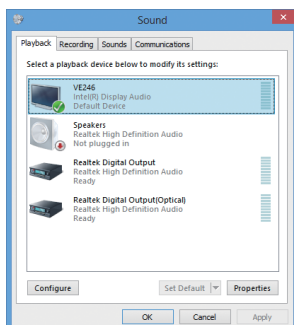 Sound
Playback Recording Sounds Communications
Select a playback device below to modify its settings:
VE246
Intel(R) Display Audio
Default Device
Speakers
Realtek High Definition Audio
Not plugged in
Realtek Digital Output
Realtek High Definition Audio
Ready
Realtek Digital Output(Optical)
Realtek High Definition Audio
Ready
Configure Set Default Properties
OK Cancel Apply